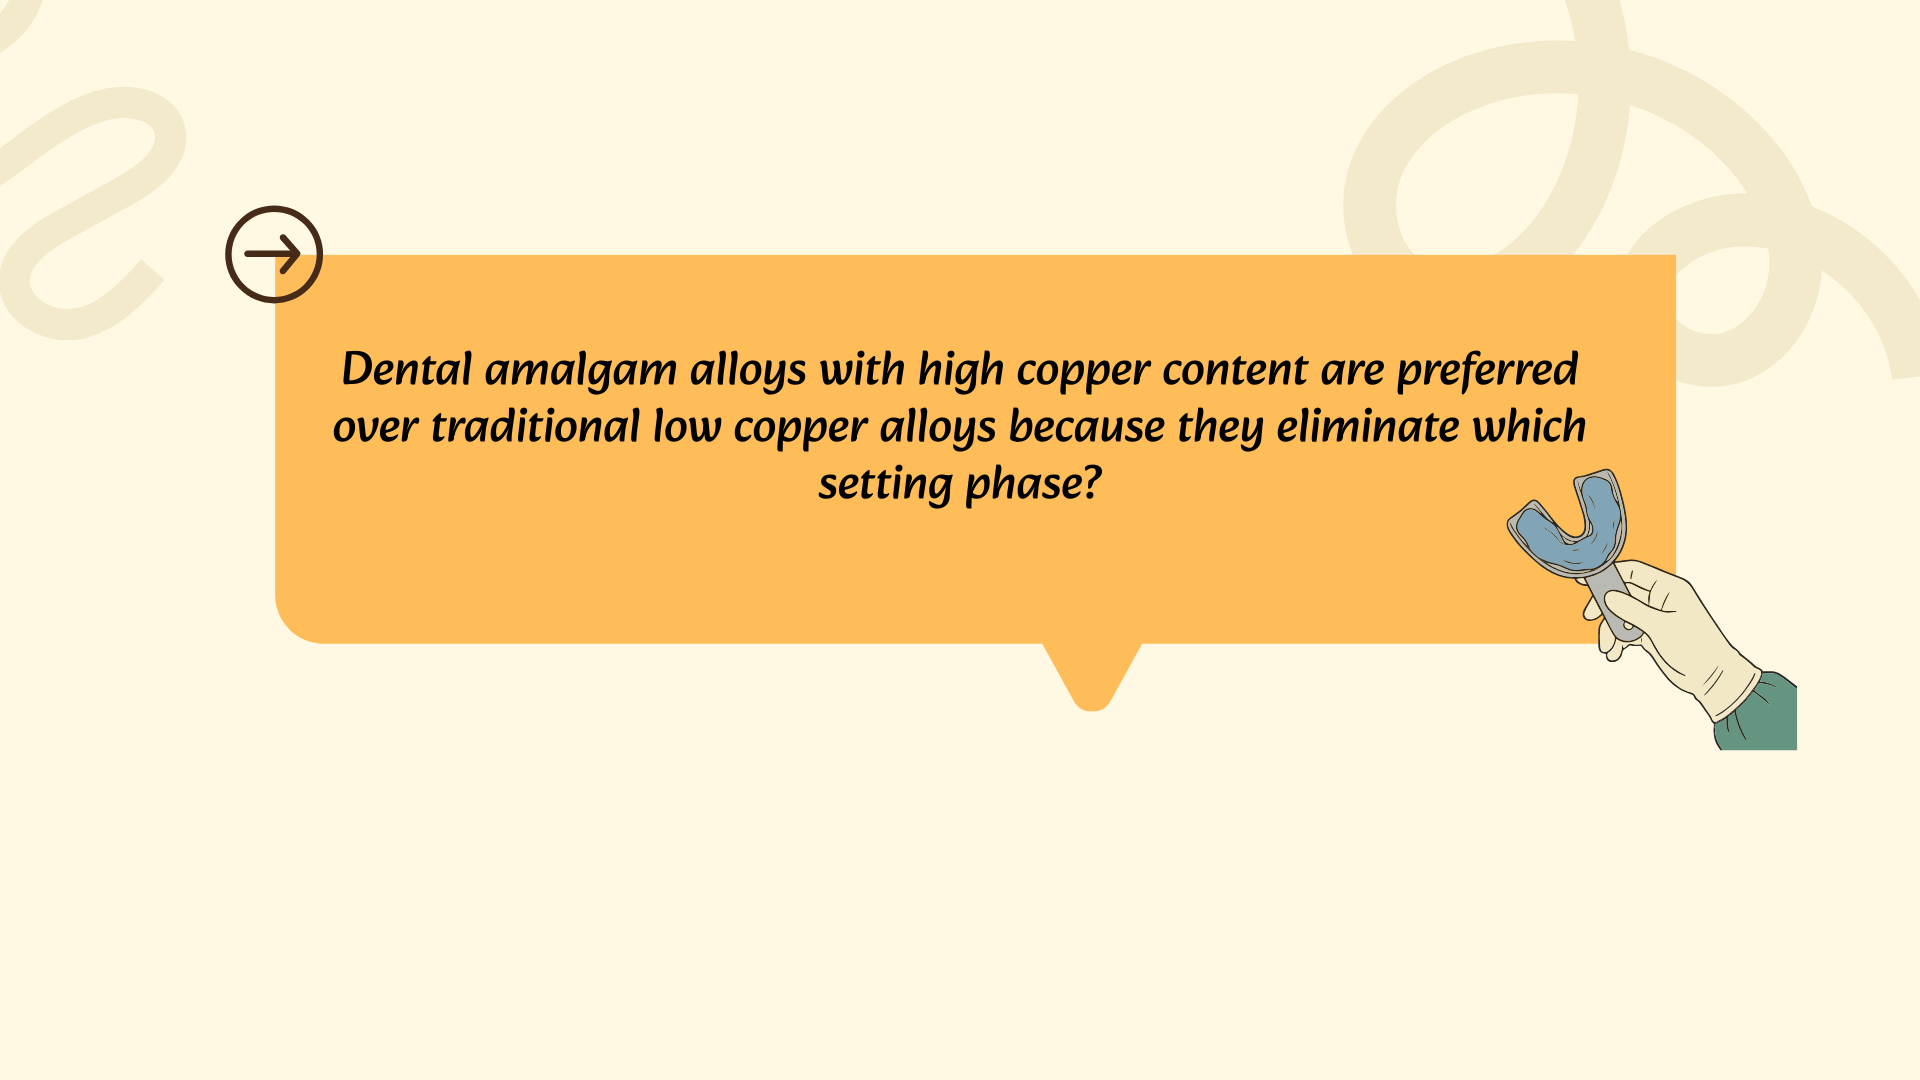 Dental amalgam alloys with high copper content are preferred
over traditional low copper alloys because they eliminate which
setting phase?